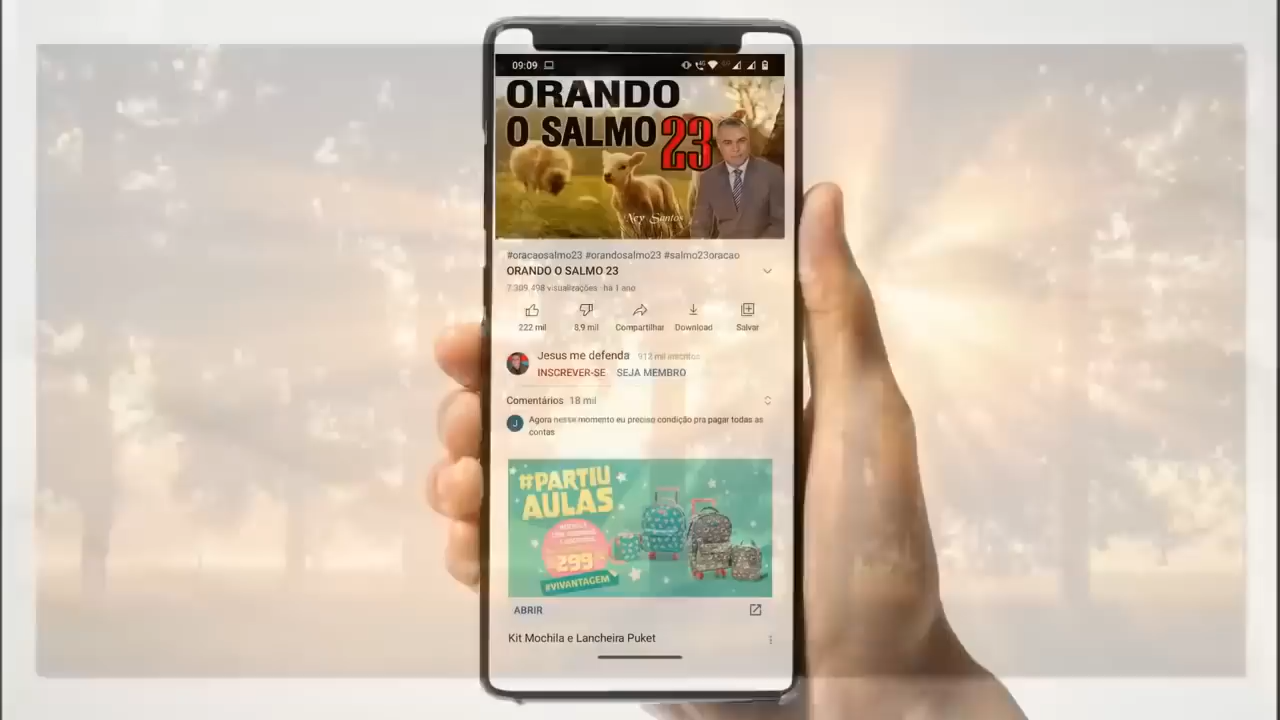 09:09
ORANDO
O SALMO 23
Ney Santos
#oracaosalmo23 #orandosalmo23 #salmo23oracao
ORANDO O SALMO 23
7.309.498 visualizações · há 1 ano
222 mil 8,9 mil Compartilhar Download Salvar
Jesus me defenda 912 mil inscritos
INSCREVER-SE SEJA MEMBRO
Comentários 18 mil
J
Agora nesse momento eu preciso condição pra pagar todas as
contas
#PARTIU
AULAS
299
#VIVANTAGEM
ABRIR
Kit Mochila e Lancheira Puket